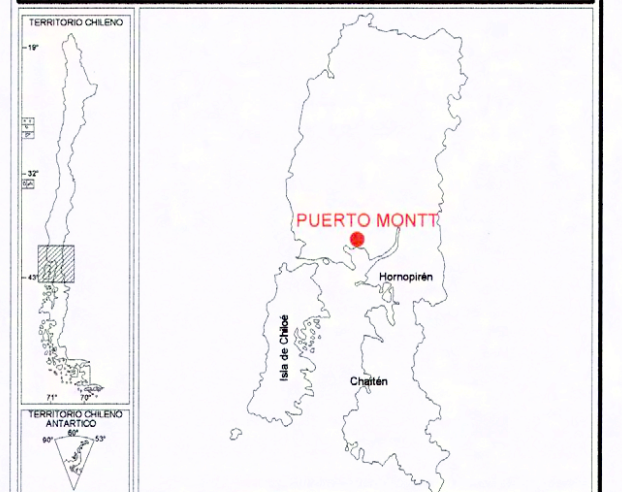 TERRITORIO CHILENO
19°
32°
43°
71° 70°
TERRITORIO CHILENO
ANTARTICO
90° 60° 53°
PUERTO MONTT
Hornopirén
Isla de Chiloé
Chaitén